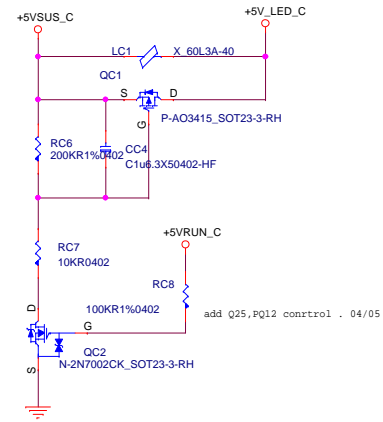 +5VSUS_C
+5V_LED_C
LC1
X_60L3A-40
QC1
S
D
P-AO3415_SOT23-3-RH
G
RC6
200KR1%0402
CC4
C1u6.3X50402-HF
RC7
10KR0402
+5VRUN_C
RC8
100KR1%0402
add Q25,PQ12 conrtrol . 04/05
D
G
QC2
N-2N7002CK_SOT23-3-RH
S